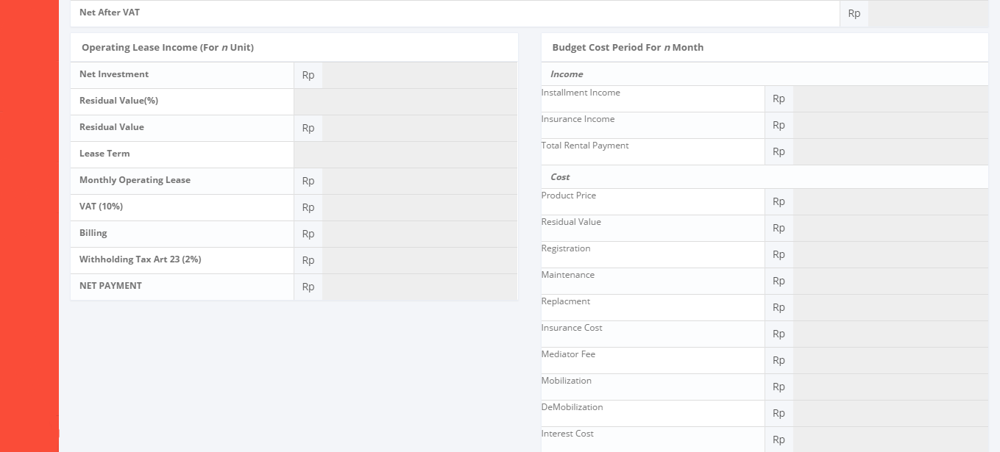 Net After VAT Rp
Operating Lease Income (For n Unit)
Net Investment Rp
Residual Value(%)
Residual Value Rp
Lease Term
Monthly Operating Lease Rp
VAT (10%) Rp
Billing Rp
Withholding Tax Art 23 (2%) Rp
NET PAYMENT Rp
Budget Cost Period For n Month
Income
Installment Income Rp
Insurance Income Rp
Total Rental Payment Rp
Cost
Product Price Rp
Residual Value Rp
Registration Rp
Maintenance Rp
Replacment Rp
Insurance Cost Rp
Mediator Fee Rp
Mobilization Rp
DeMobilization Rp
Interest Cost Rp